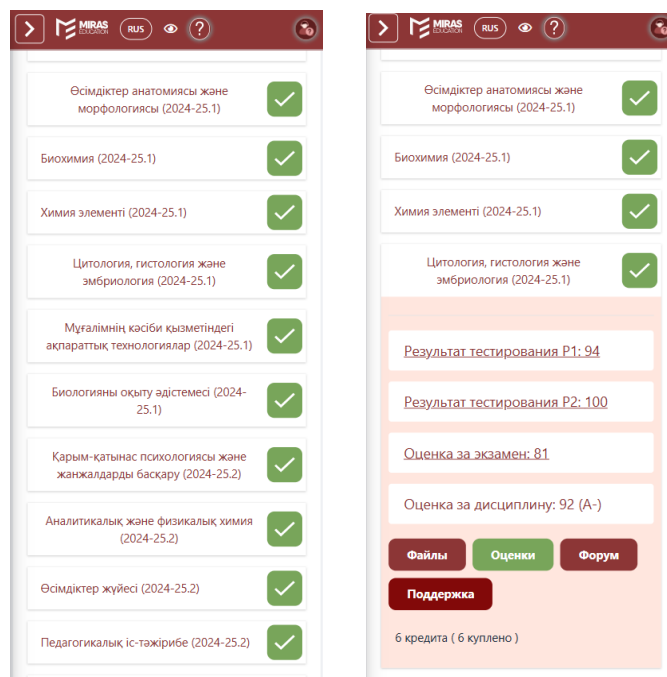 MIRAS
EDUCATION
RUS
?
Өсімдіктер анатомиясы және
морфологиясы (2024-25.1)
Биохимия (2024-25.1)
Химия элементі (2024-25.1)
Цитология, гистология және
эмбриология (2024-25.1)
Мұғалімнің кәсіби қызметіндегі
ақпараттық технологиялар (2024-25.1)
Биологияны оқыту әдістемесі (2024-
25.1)
Қарым-қатынас психологиясы және
жанжалдарды басқару (2024-25.2)
Аналитикалық және физикалық химия
(2024-25.2)
Өсімдіктер жүйесі (2024-25.2)
Педагогикалық іс-тәжірибе (2024-25.2)
MIRAS
EDUCATION
RUS
?
Өсімдіктер анатомиясы және
морфологиясы (2024-25.1)
Биохимия (2024-25.1)
Химия элементі (2024-25.1)
Цитология, гистология және
эмбриология (2024-25.1)
Результат тестирования Р1: 94
Результат тестирования Р2: 100
Оценка за экзамен: 81
Оценка за дисциплину: 92 (А-)
Файлы
Оценки
Форум
Поддержка
6 кредита ( 6 куплено )